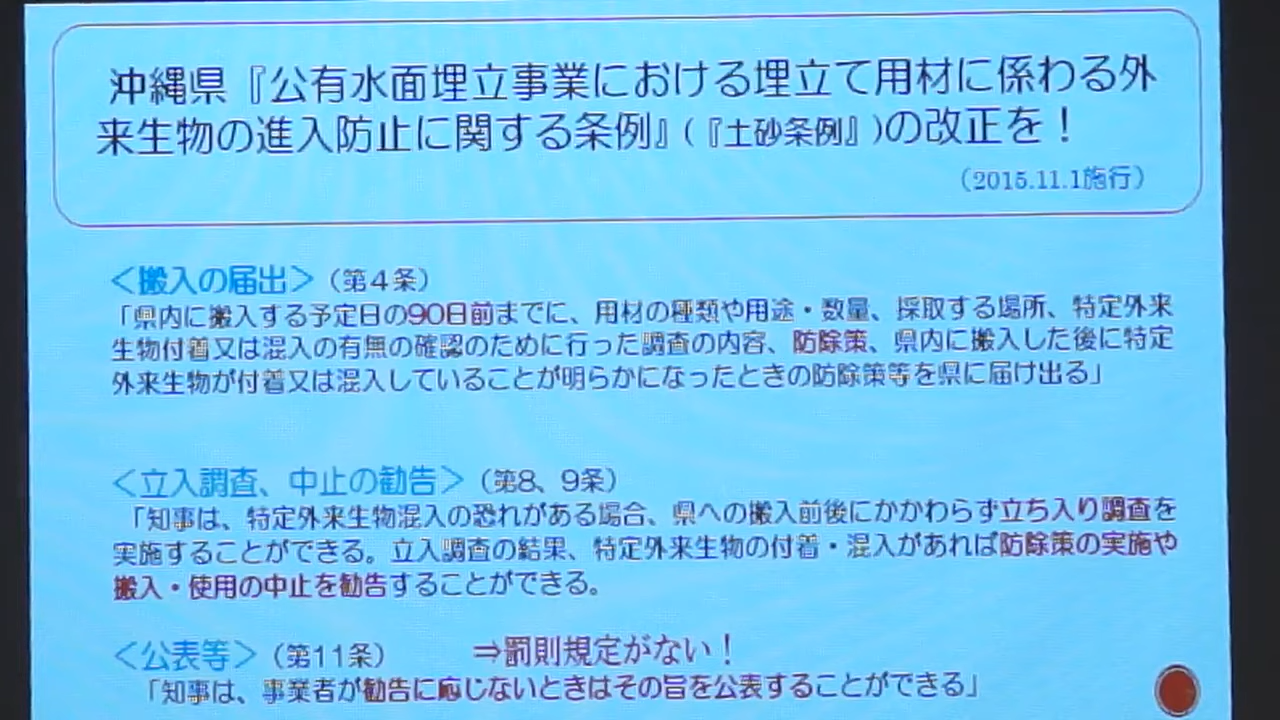 沖縄県『公有水面埋立事業における埋立て用材に係わる外
来生物の進入防止に関する条例』(『土砂条例』)の改正を！
（2015.11.1施行）
＜搬入の届出＞（第４条）
「県内に搬入する予定日の90日前までに、用材の種類や用途・数量、採取する場所、特定外来
生物付着又は混入の有無の確認のために行った調査の内容、防除策、県内に搬入した後に特定
外来生物が付着又は混入していることが明らかになったときの防除策等を県に届け出る」
＜立入調査、中止の勧告＞（第8、9条）
「知事は、特定外来生物混入の恐れがある場合、県への搬入前後にかかわらず立ち入り調査を
実施することができる。立入調査の結果、特定外来生物の付着・混入があれば防除策の実施や
搬入・使用の中止を勧告することができる。
＜公表等＞（第11条）　⇒罰則規定がない！
「知事は、事業者が勧告に応じないときはその旨を公表することができる」